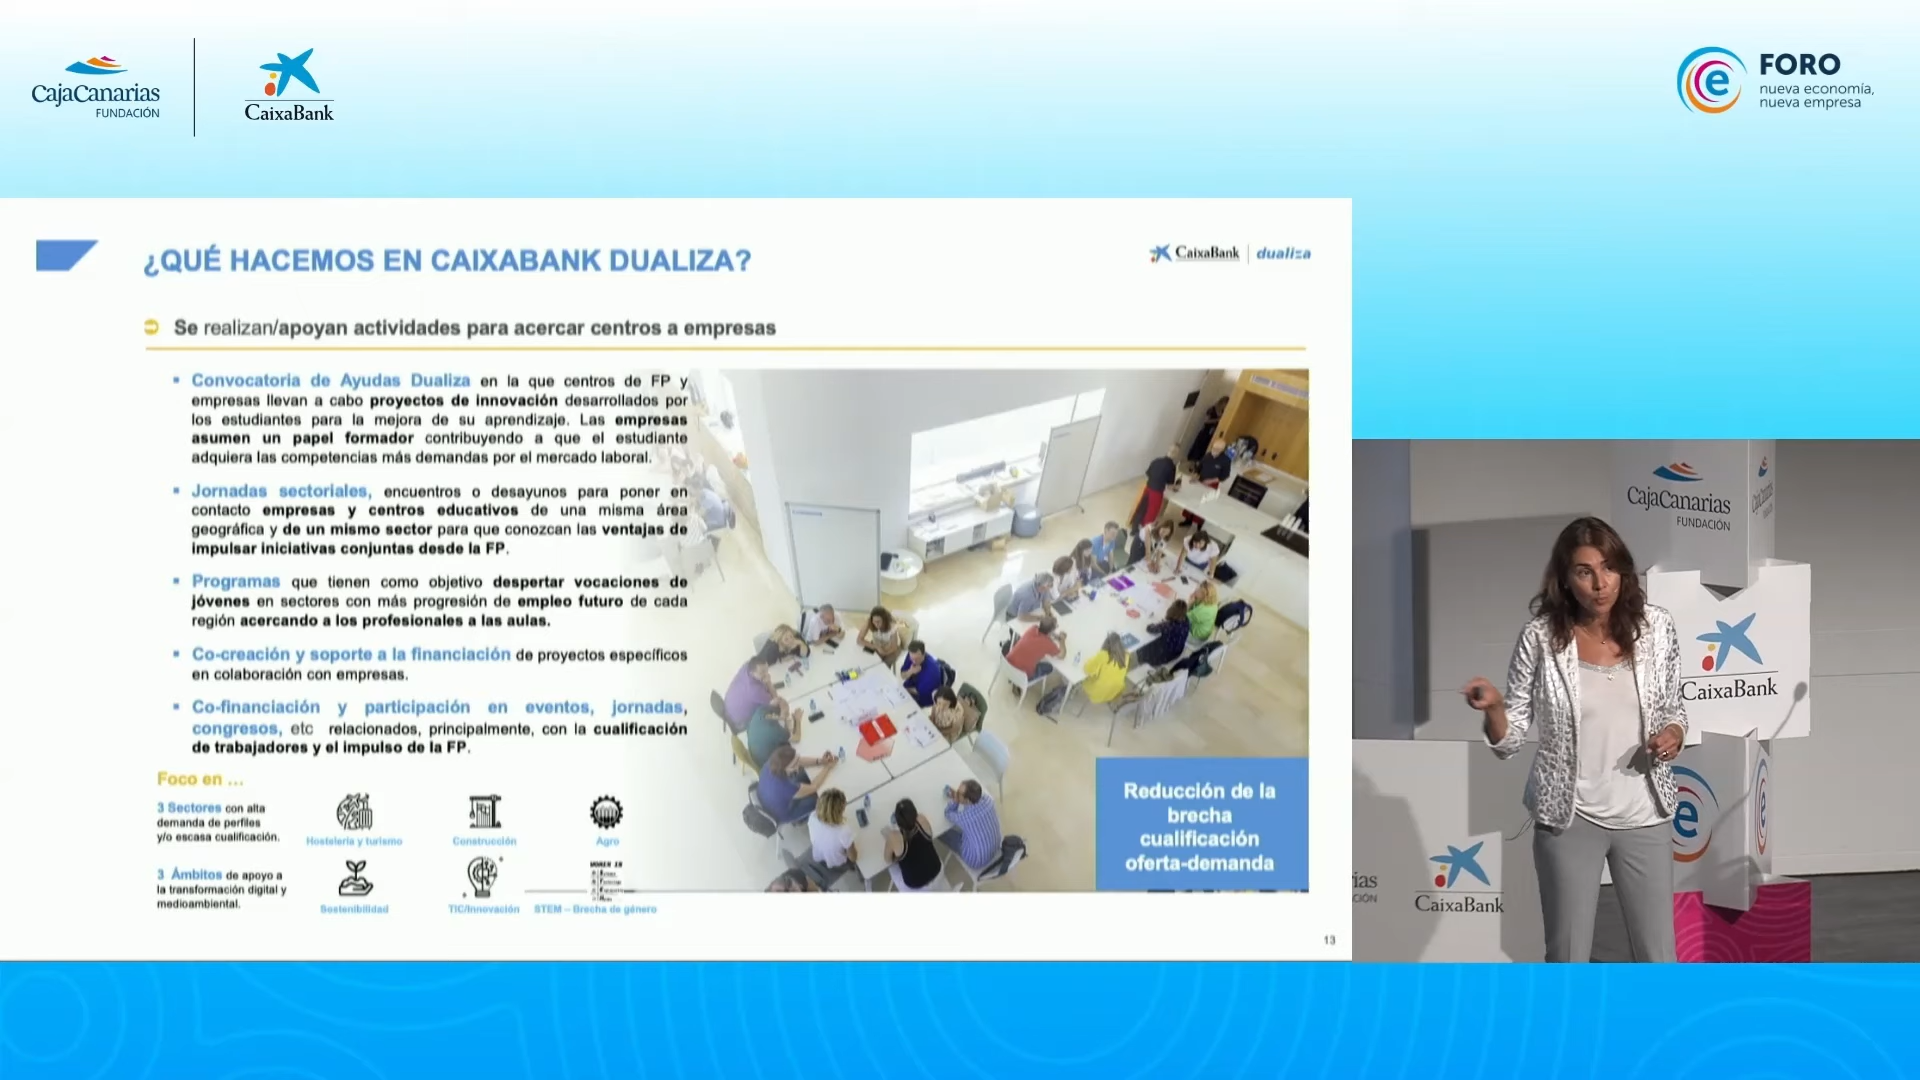 CajaCanarias
FUNDACIÓN
CaixaBank
e
FORO
nueva economía,
nueva empresa
¿QUÉ HACEMOS EN CAIXABANK DUALIZA?
CaixaBank
dualiza
Se realizan/apoyan actividades para acercar centros a empresas
Convocatoria de Ayudas Dualiza en la que centros de FP y
empresas llevan a cabo proyectos de innovación desarrollados por
los estudiantes para la mejora de su aprendizaje. Las empresas
asumen un papel formador contribuyendo a que el estudiante
adquiera las competencias más demandas por el mercado laboral.
Jornadas sectoriales, encuentros o desayunos para poner en
contacto empresas y centros educativos de una misma área
geográfica y de un mismo sector para que conozcan las ventajas de
impulsar iniciativas conjuntas desde la FP.
Programas que tienen como objetivo despertar vocaciones de
jóvenes en sectores con más progresión de empleo futuro de cada
región acercando a los profesionales a las aulas.
Co-creación y soporte a la financiación de proyectos específicos
en colaboración con empresas.
Co-financiación y participación en eventos, jornadas,
congresos, etc relacionados, principalmente, con la cualificación
de trabajadores y el impulso de la FP.
Foco en ...
3 Sectores con alta
demanda de perfiles
y/o escasa cualificación.
Hostelería y turismo
Construcción
Agro
3 Ámbitos de apoyo a
la transformación digital y
medioambiental.
Sostenibilidad
TIC/Innovación
WOMEN IN
STEM – Brecha de género
Reducción de la
brecha
cualificación
oferta-demanda
13
CajaCanarias
FUNDACIÓN
CaixaBank
e
CaixaBank